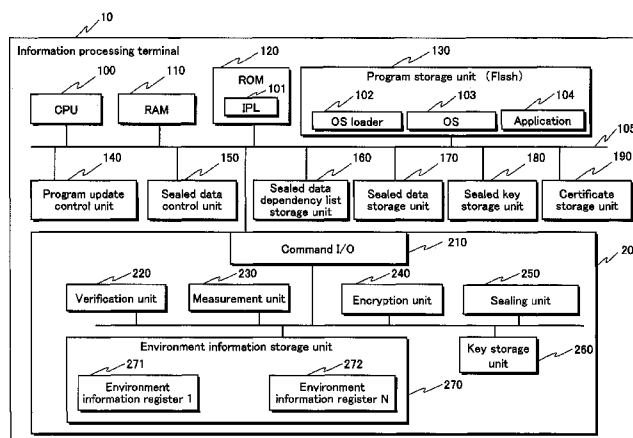 10
Information processing terminal
100
110
120
130
CPU
RAM
ROM
101
IPL
Program storage unit (Flash)
102
103
104
OS loader
OS
Application
105
140
150
160
170
180
190
Program update control unit
Sealed data control unit
Sealed data dependency list storage unit
Sealed data storage unit
Sealed key storage unit
Certificate storage unit
Command I/O
210
20
220
230
240
250
Verification unit
Measurement unit
Encryption unit
Sealing unit
Environment information storage unit
271
272
Environment information register 1
Environment information register N
270
Key storage unit
260